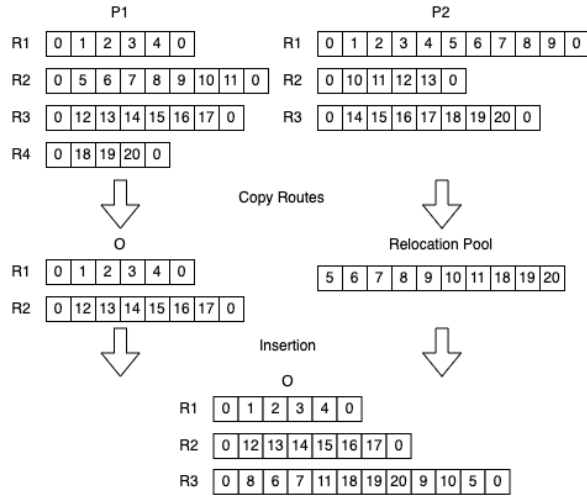 P1 P2
R1 0 1 2 3 4 0 R1 0 1 2 3 4 5 6 7 8 9 0
R2 0 5 6 7 8 9 10 11 0 R2 0 10 11 12 13 0
R3 0 12 13 14 15 16 17 0 R3 0 14 15 16 17 18 19 20 0
R4 0 18 19 20 0
Copy Routes
O Relocation Pool
R1 0 1 2 3 4 0 5 6 7 8 9 10 11 18 19 20
R2 0 12 13 14 15 16 17 0
Insertion
O
R1 0 1 2 3 4 0
R2 0 12 13 14 15 16 17 0
R3 0 8 6 7 11 18 19 20 9 10 5 0